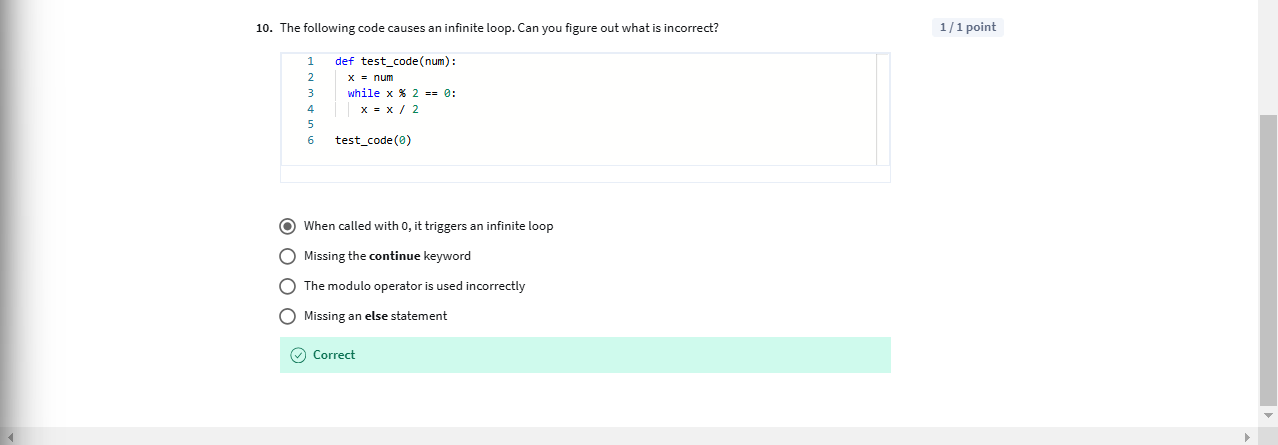 10. The following code causes an infinite loop. Can you figure out what is incorrect?
1 / 1 point
1 def test_code(num):
2   x = num
3   while x % 2 == 0:
4     x = x / 2
5
6 test_code(0)
When called with 0, it triggers an infinite loop
Missing the continue keyword
The modulo operator is used incorrectly
Missing an else statement
Correct